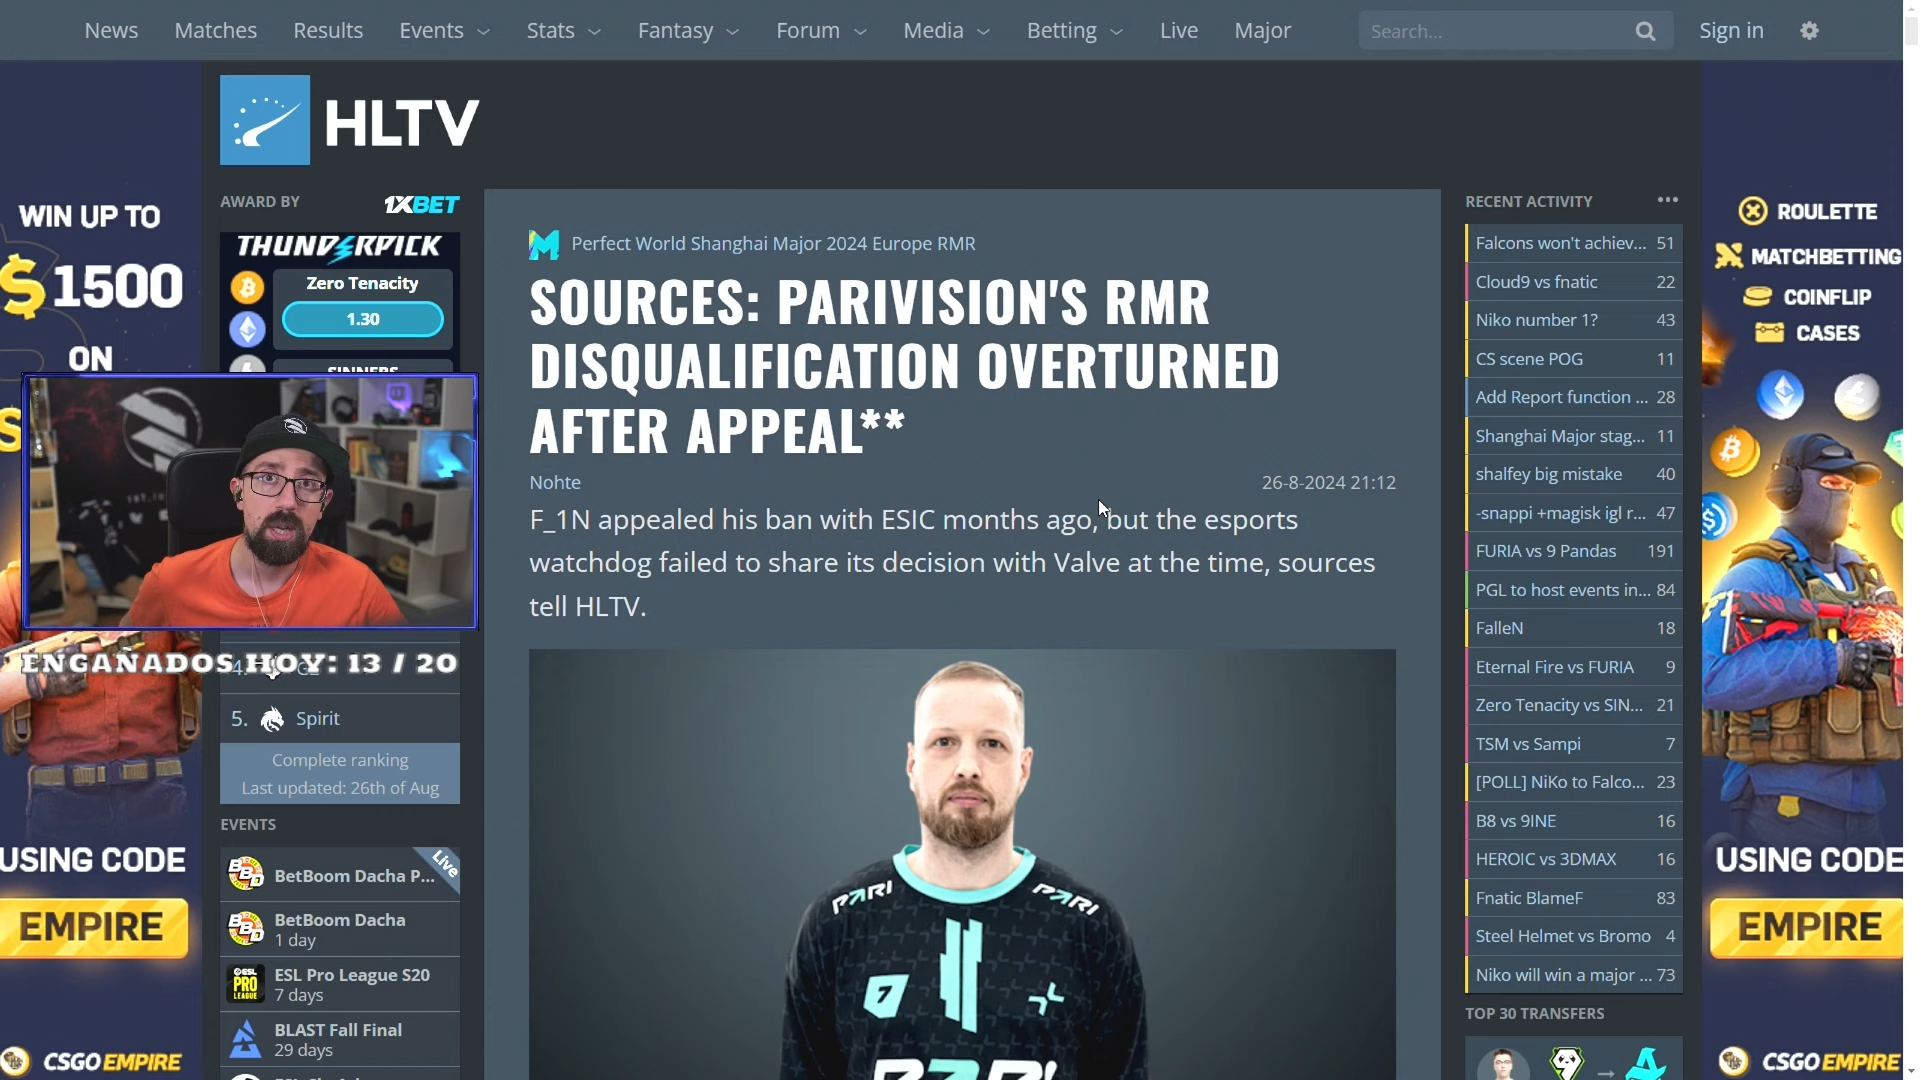 News Matches Results Events Stats Fantasy Forum Media Betting Live Major Search... Sign in
HLTV
WIN UP TO
$1500
ON
USING CODE
EMPIRE
CSGOEMPIRE
AWARD BY 1XBET
THUNDERPICK
Zero Tenacity
1.30
SINNERS
ENGAÑADOS HOY: 13 / 20
4. G2
5. Spirit
Complete ranking
Last updated: 26th of Aug
EVENTS
BetBoom Dacha P...
Live
BetBoom Dacha
1 day
ESL Pro League S20
7 days
BLAST Fall Final
29 days
Perfect World Shanghai Major 2024 Europe RMR
SOURCES: PARIVISION'S RMR
DISQUALIFICATION OVERTURNED
AFTER APPEAL**
Nohte 26-8-2024 21:12
F_1N appealed his ban with ESIC months ago, but the esports
watchdog failed to share its decision with Valve at the time, sources
tell HLTV.
PARI PARI
7
RECENT ACTIVITY
Falcons won't achiev... 51
Cloud9 vs fnatic 22
Niko number 1? 43
CS scene POG 11
Add Report function ... 28
Shanghai Major stag... 11
shalfey big mistake 40
-snappi +magisk igl r... 47
FURIA vs 9 Pandas 191
PGL to host events in... 84
FalleN 18
Eternal Fire vs FURIA 9
Zero Tenacity vs SIN... 21
TSM vs Sampi 7
[POLL] NiKo to Falco... 23
B8 vs 9INE 16
HEROIC vs 3DMAX 16
Fnatic BlameF 83
Steel Helmet vs Bromo 4
Niko will win a major ... 73
TOP 30 TRANSFERS
ROULETTE
MATCHBETTING
COINFLIP
CASES
USING CODE
EMPIRE
CSGOEMPIRE